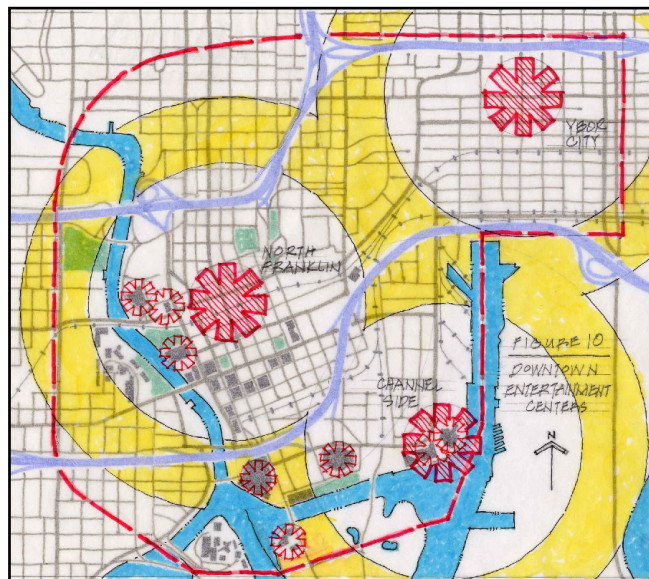 YBOR
CITY
NORTH
FRANKLIN
CHANNEL
SIDE
FIGURE 10
DOWNTOWN
ENTERTAINMENT
CENTERS
N